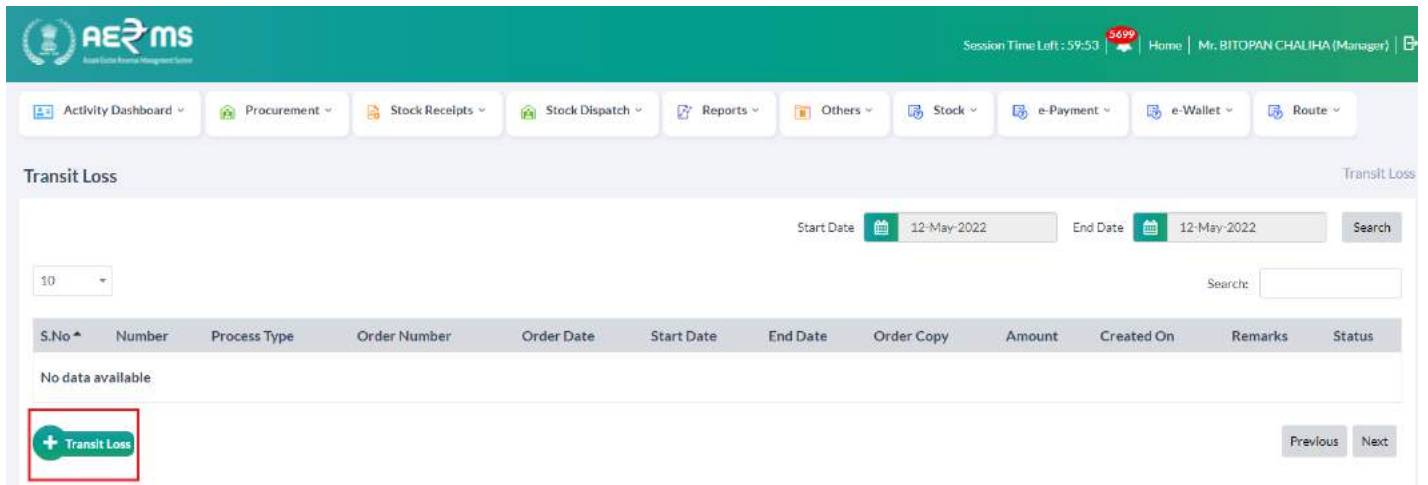 AERMS
Session Time Left : 59:53 5699 Home Mr. BITOPAN CHALIHA (Manager)
Activity Dashboard Procurement Stock Receipts Stock Dispatch Reports Others Stock e-Payment e-Wallet Route
Transit Loss Transit Loss
Start Date 12-May-2022 End Date 12-May-2022 Search
10 Search:
S.No Number Process Type Order Number Order Date Start Date End Date Order Copy Amount Created On Remarks Status
No data available
+ Transit Loss Previous Next